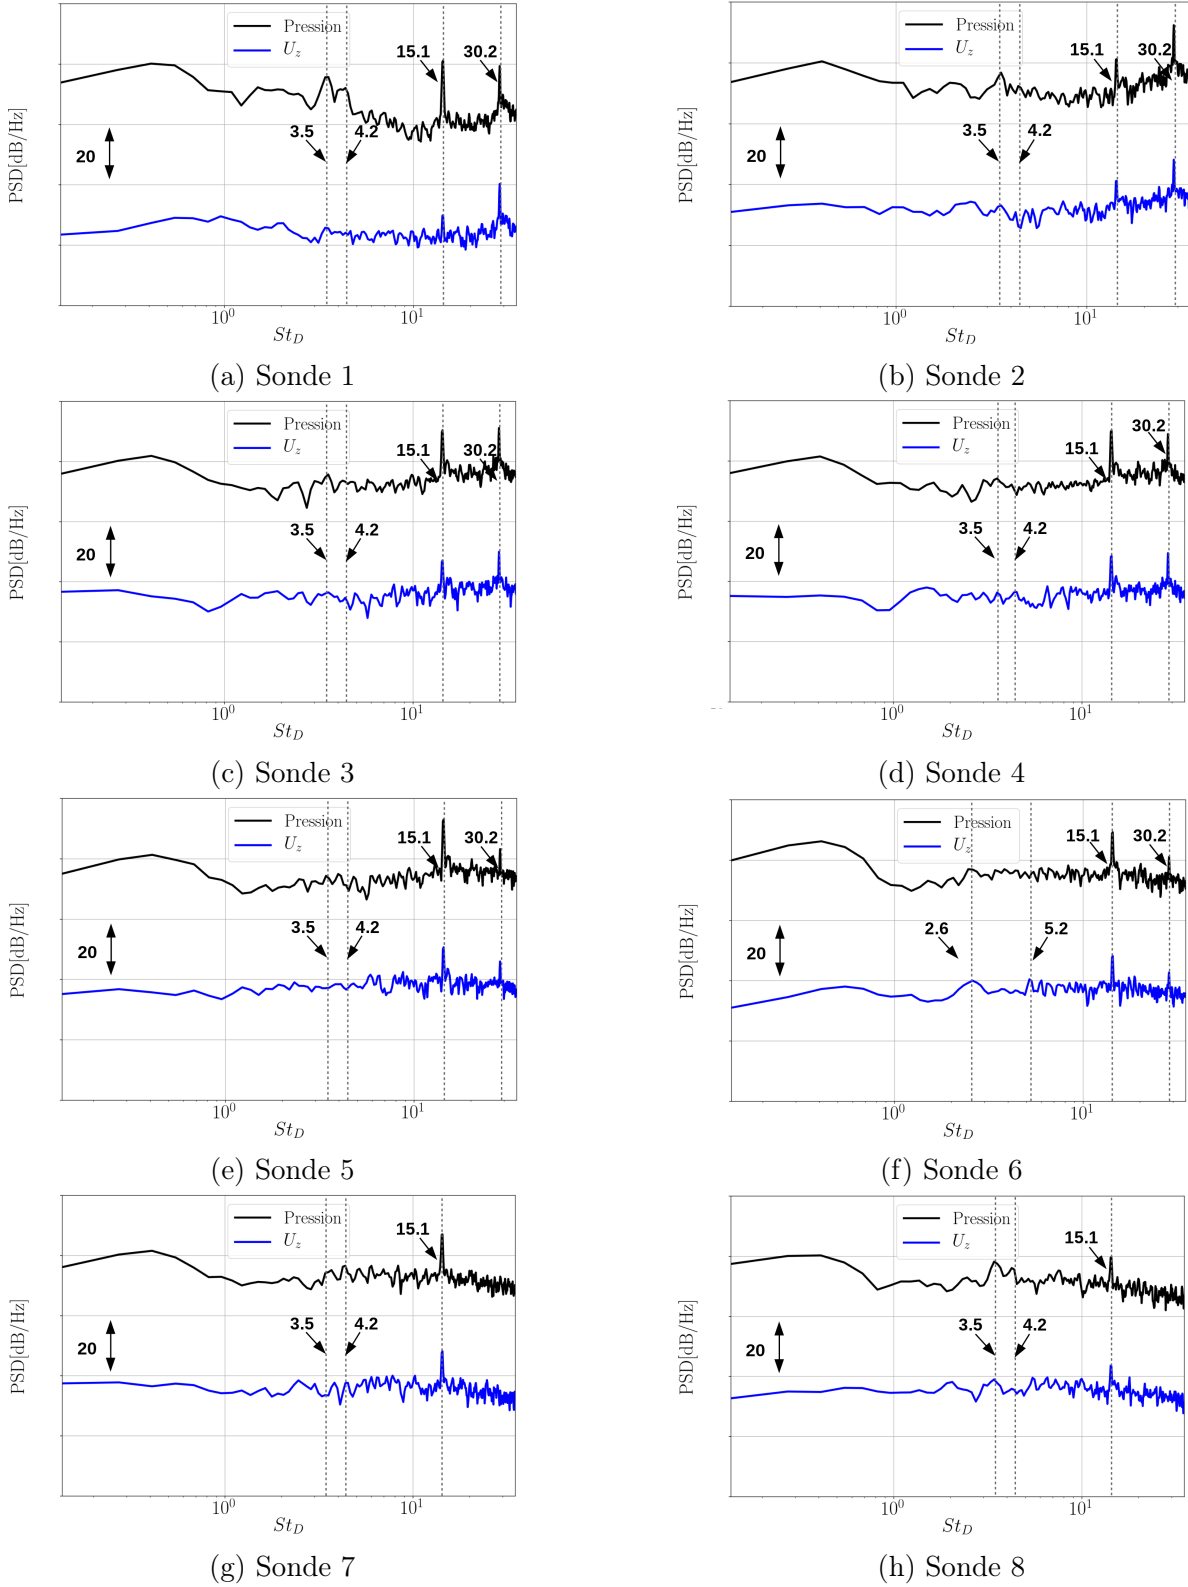 Pression
U_z
15.1
30.2
3.5
4.2
20
PSD[dB/Hz]
10^0
10^1
St_D
(a) Sonde 1
Pression
U_z
15.1
30.2
3.5
4.2
20
PSD[dB/Hz]
10^0
10^1
St_D
(b) Sonde 2
Pression
U_z
15.1
30.2
3.5
4.2
20
PSD[dB/Hz]
10^0
10^1
St_D
(c) Sonde 3
Pression
U_z
15.1
30.2
3.5
4.2
20
PSD[dB/Hz]
10^0
10^1
St_D
(d) Sonde 4
Pression
U_z
15.1
30.2
3.5
4.2
20
PSD[dB/Hz]
10^0
10^1
St_D
(e) Sonde 5
Pression
U_z
15.1
30.2
2.6
5.2
20
PSD[dB/Hz]
10^0
10^1
St_D
(f) Sonde 6
Pression
U_z
15.1
3.5
4.2
20
PSD[dB/Hz]
10^0
10^1
St_D
(g) Sonde 7
Pression
U_z
15.1
3.5
4.2
20
PSD[dB/Hz]
10^0
10^1
St_D
(h) Sonde 8